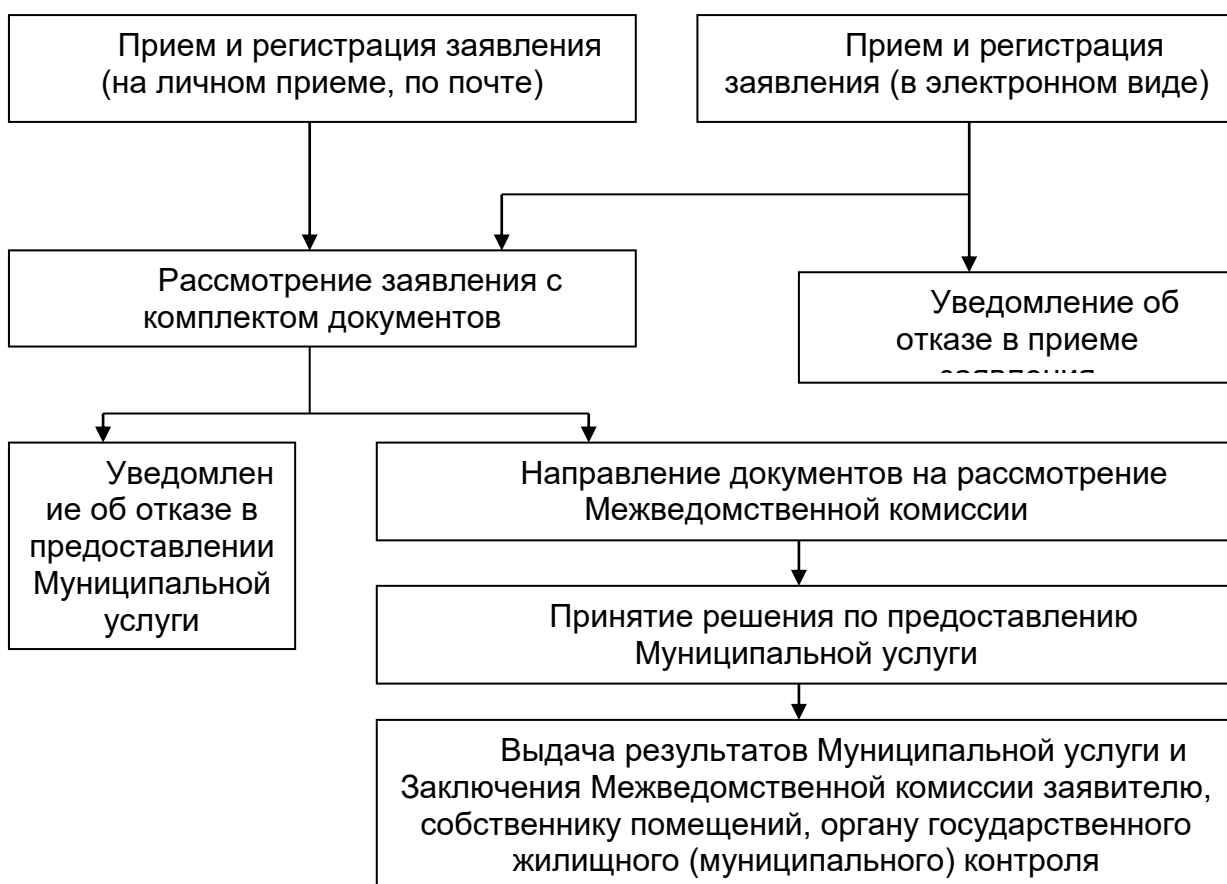 Прием и регистрация заявления
(на личном приеме, по почте)
Прием и регистрация
заявления (в электронном виде)
Рассмотрение заявления с
комплектом документов
Уведомление об
отказе в приеме
заявления
Уведомлен
ие об отказе в
предоставлении
Муниципальной
услуги
Направление документов на рассмотрение
Межведомственной комиссии
Принятие решения по предоставлению
Муниципальной услуги
Выдача результатов Муниципальной услуги и
Заключения Межведомственной комиссии заявителю,
собственнику помещений, органу государственного
жилищного (муниципального) контроля